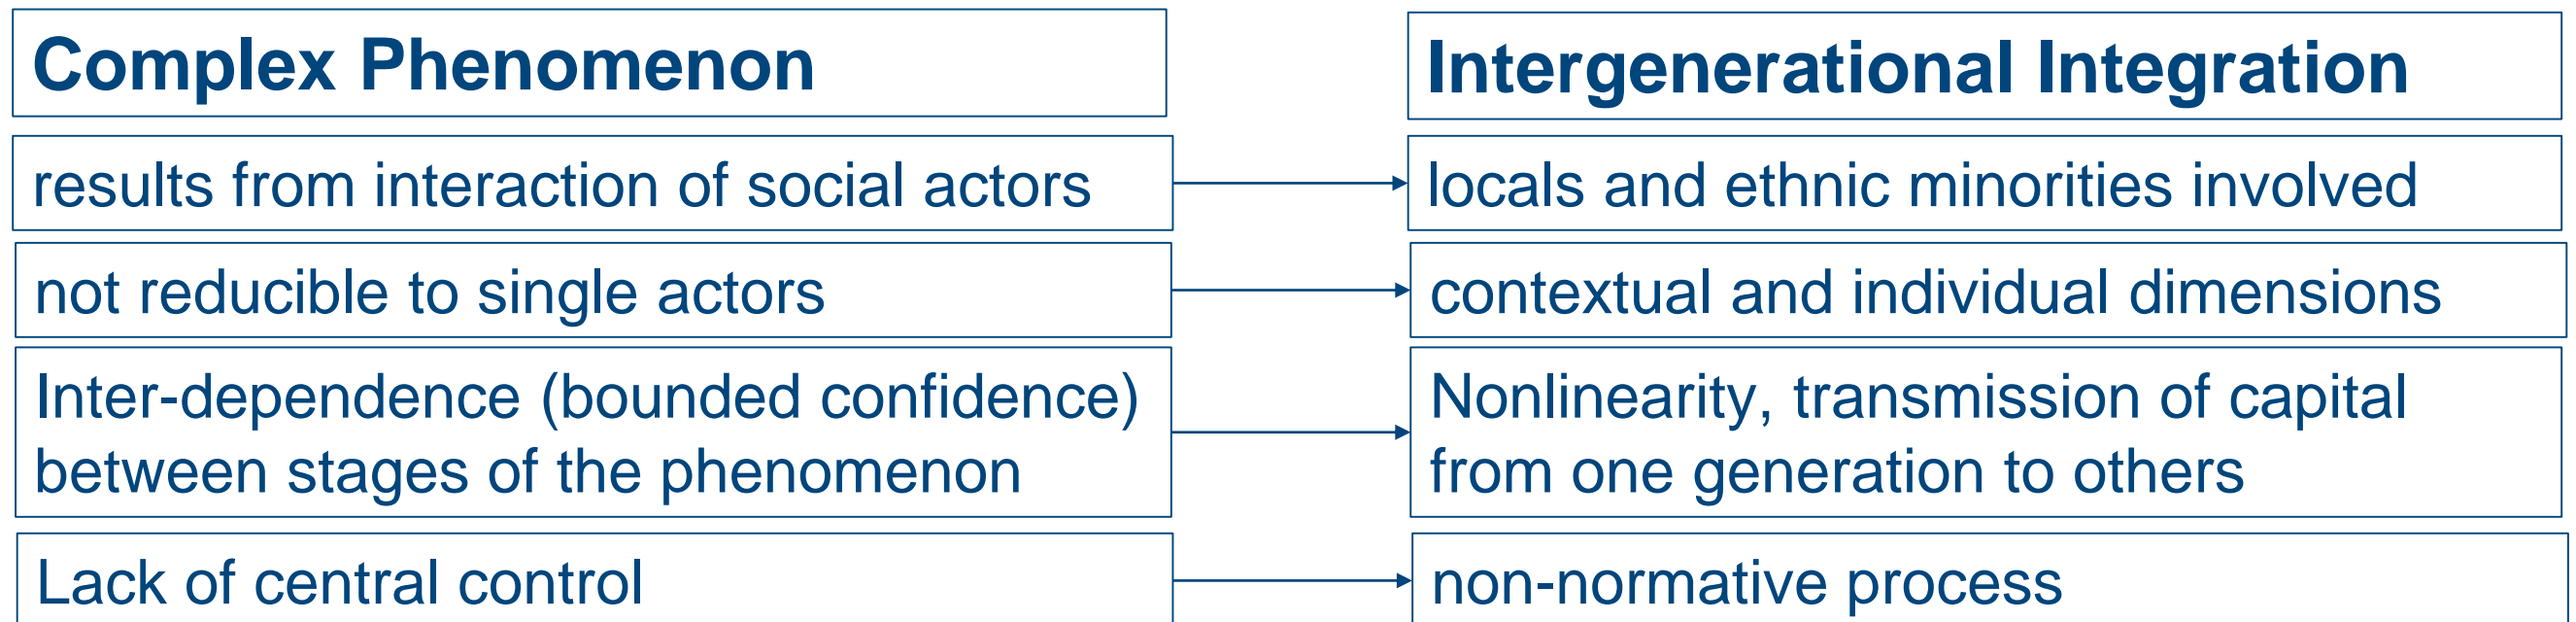 Complex Phenomenon
Intergenerational Integration
results from interaction of social actors
locals and ethnic minorities involved
not reducible to single actors
contextual and individual dimensions
Inter-dependence (bounded confidence)
between stages of the phenomenon
Nonlinearity, transmission of capital
from one generation to others
Lack of central control
non-normative process